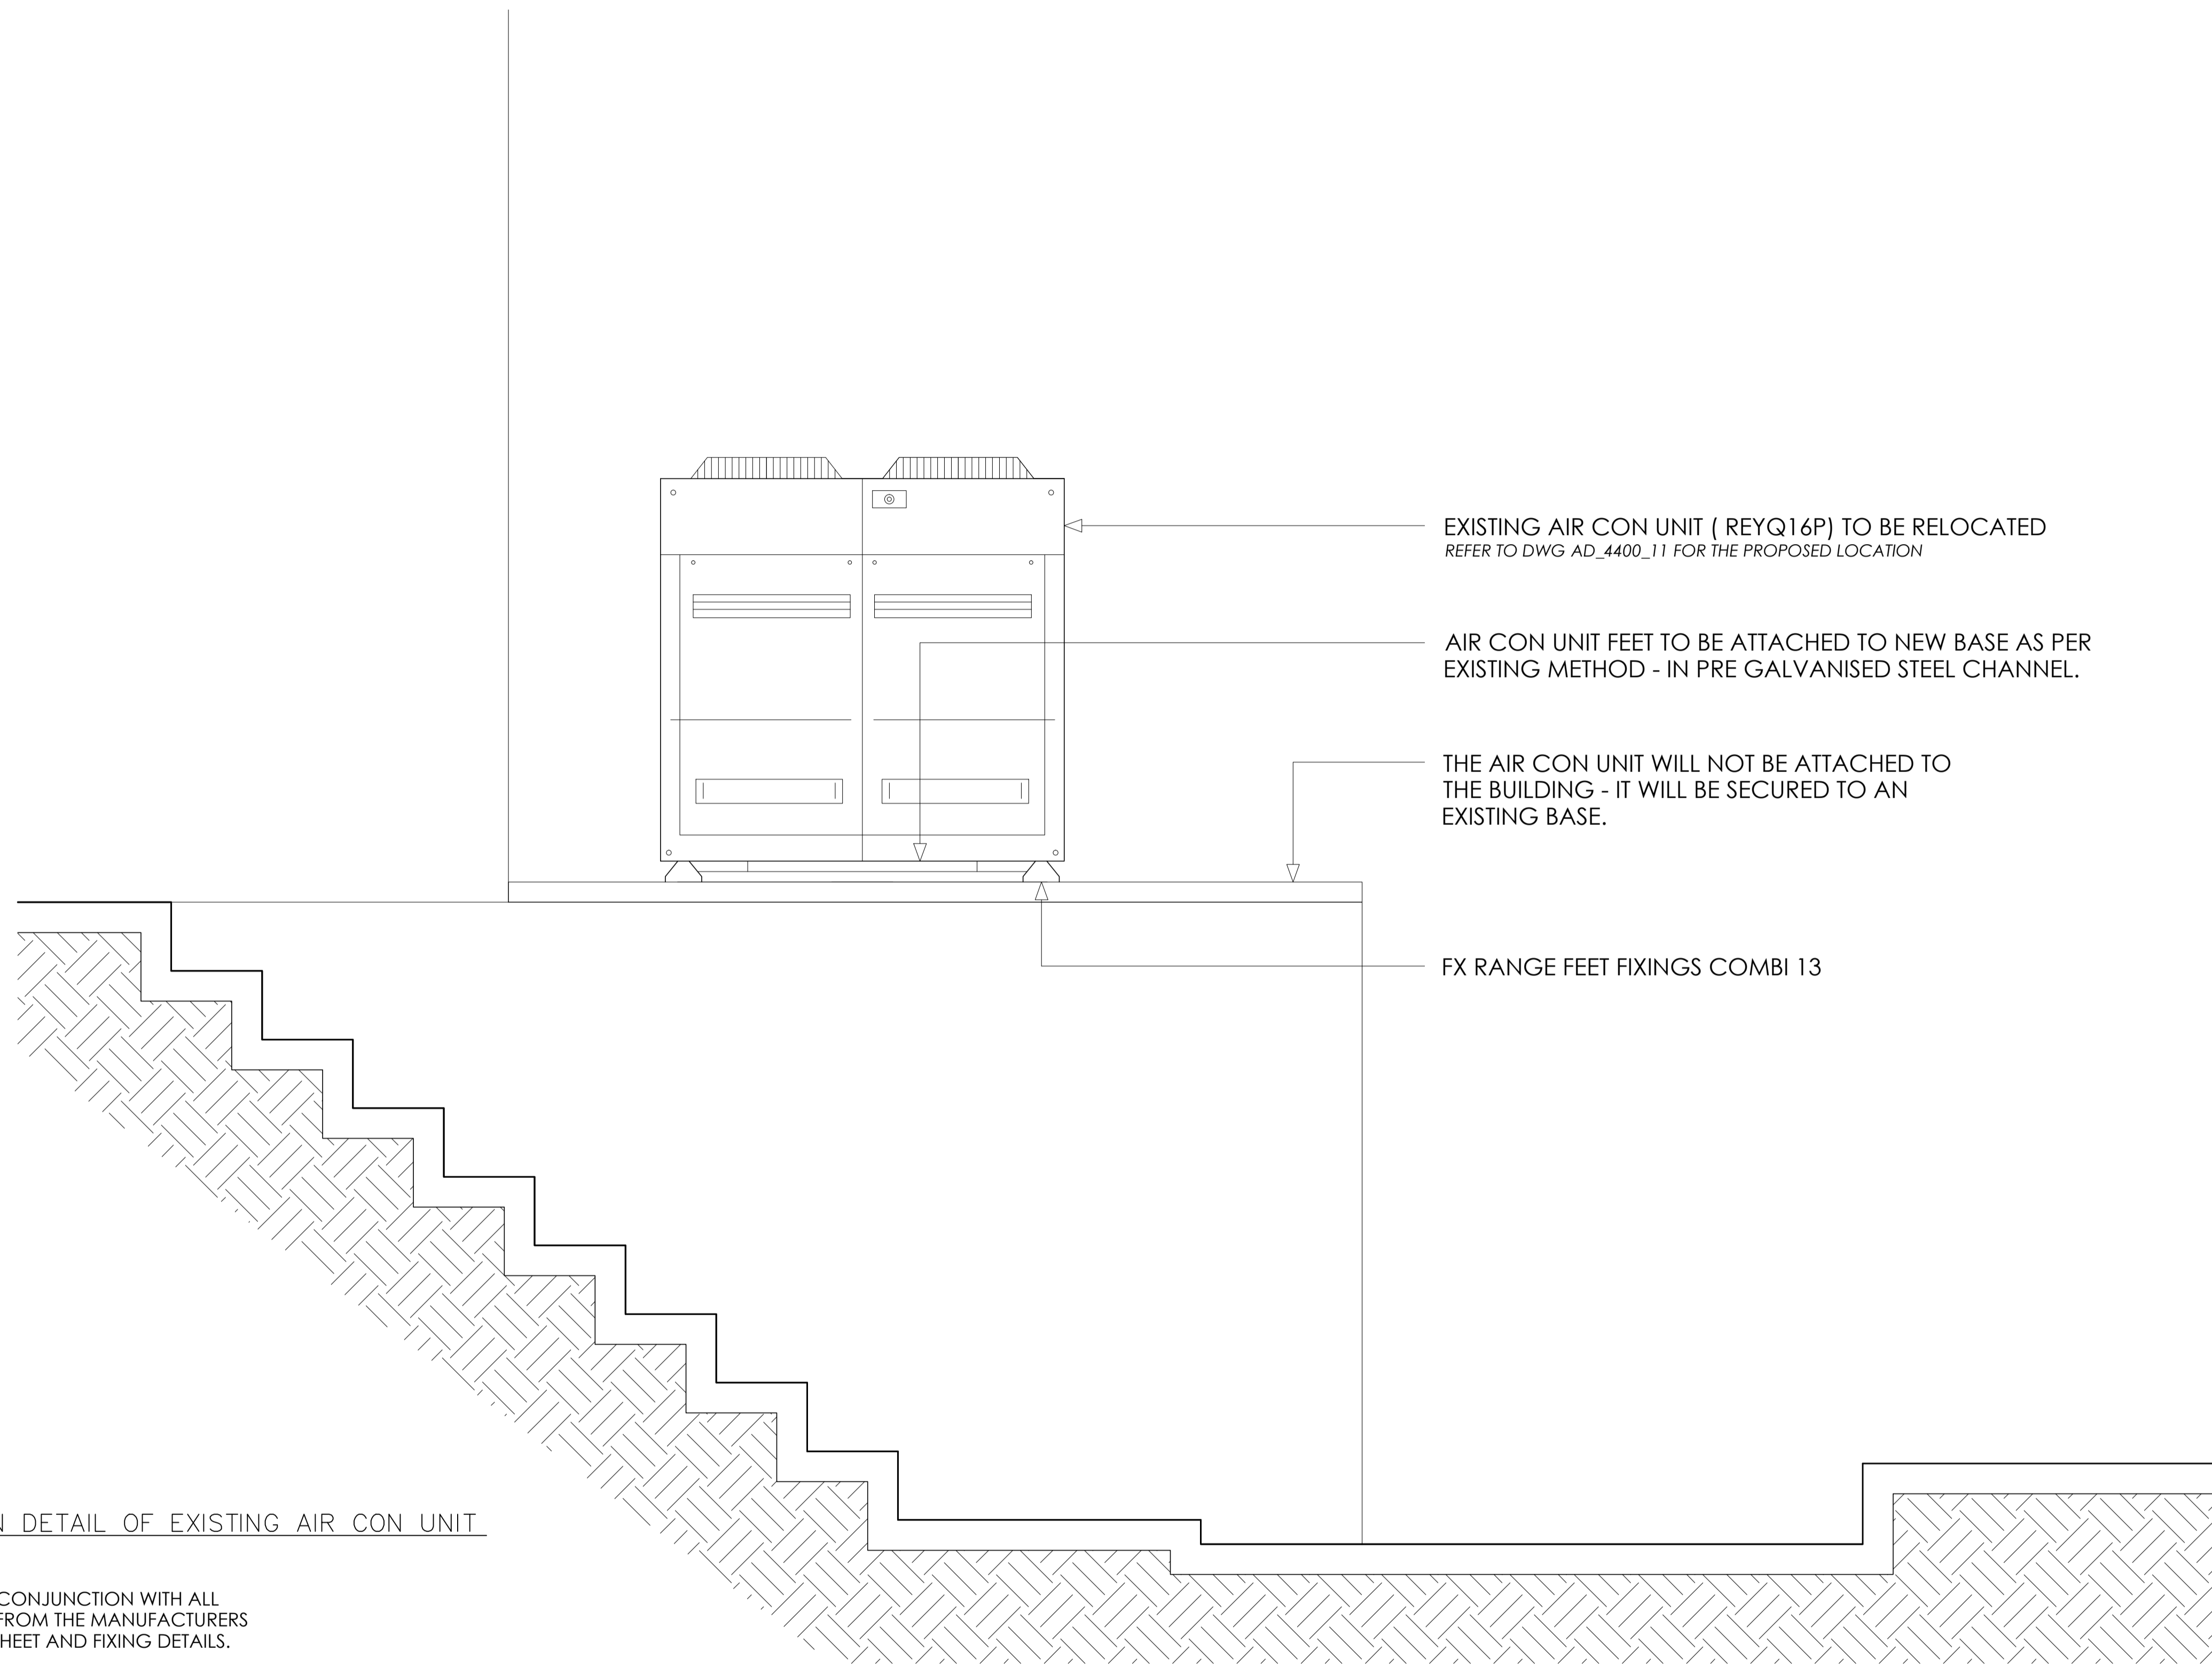 EXISTING AIR CON UNIT ( REYQ16P) TO BE RELOCATED
REFER TO DWG AD_4400_11 FOR THE PROPOSED LOCATION
AIR CON UNIT FEET TO BE ATTACHED TO NEW BASE AS PER
EXISTING METHOD - IN PRE GALVANISED STEEL CHANNEL.
THE AIR CON UNIT WILL NOT BE ATTACHED TO
THE BUILDING - IT WILL BE SECURED TO AN
EXISTING BASE.
FX RANGE FEET FIXINGS COMBI 13
DETAIL OF EXISTING AIR CON UNIT
CONJUNCTION WITH ALL
FROM THE MANUFACTURERS
AND FIXING DETAILS.